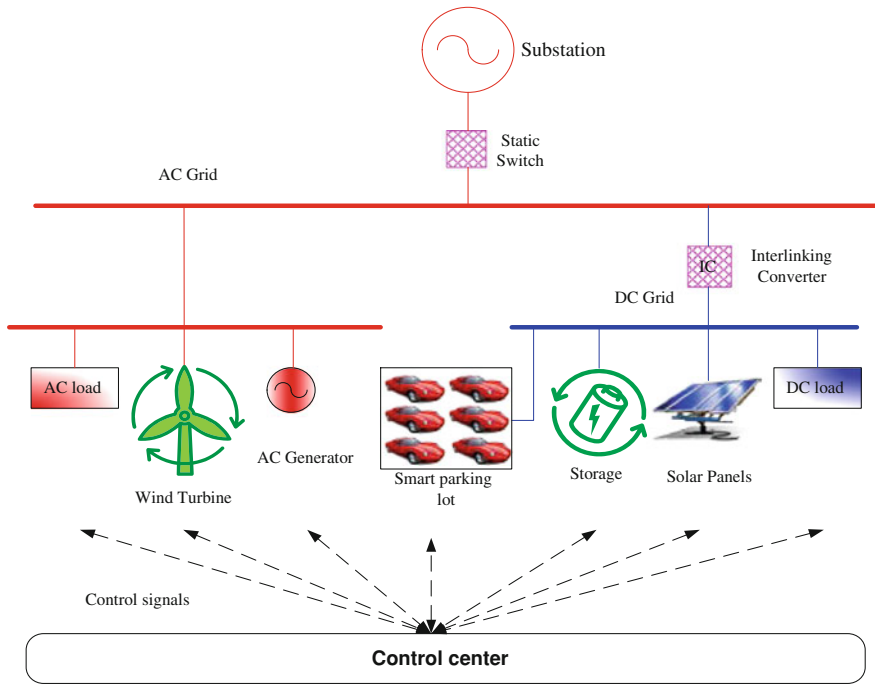 Substation
Static
Switch
AC Grid
IC
Interlinking
Converter
DC Grid
AC load
DC load
AC Generator
Wind Turbine
Smart parking
lot
Storage
Solar Panels
Control signals
Control center